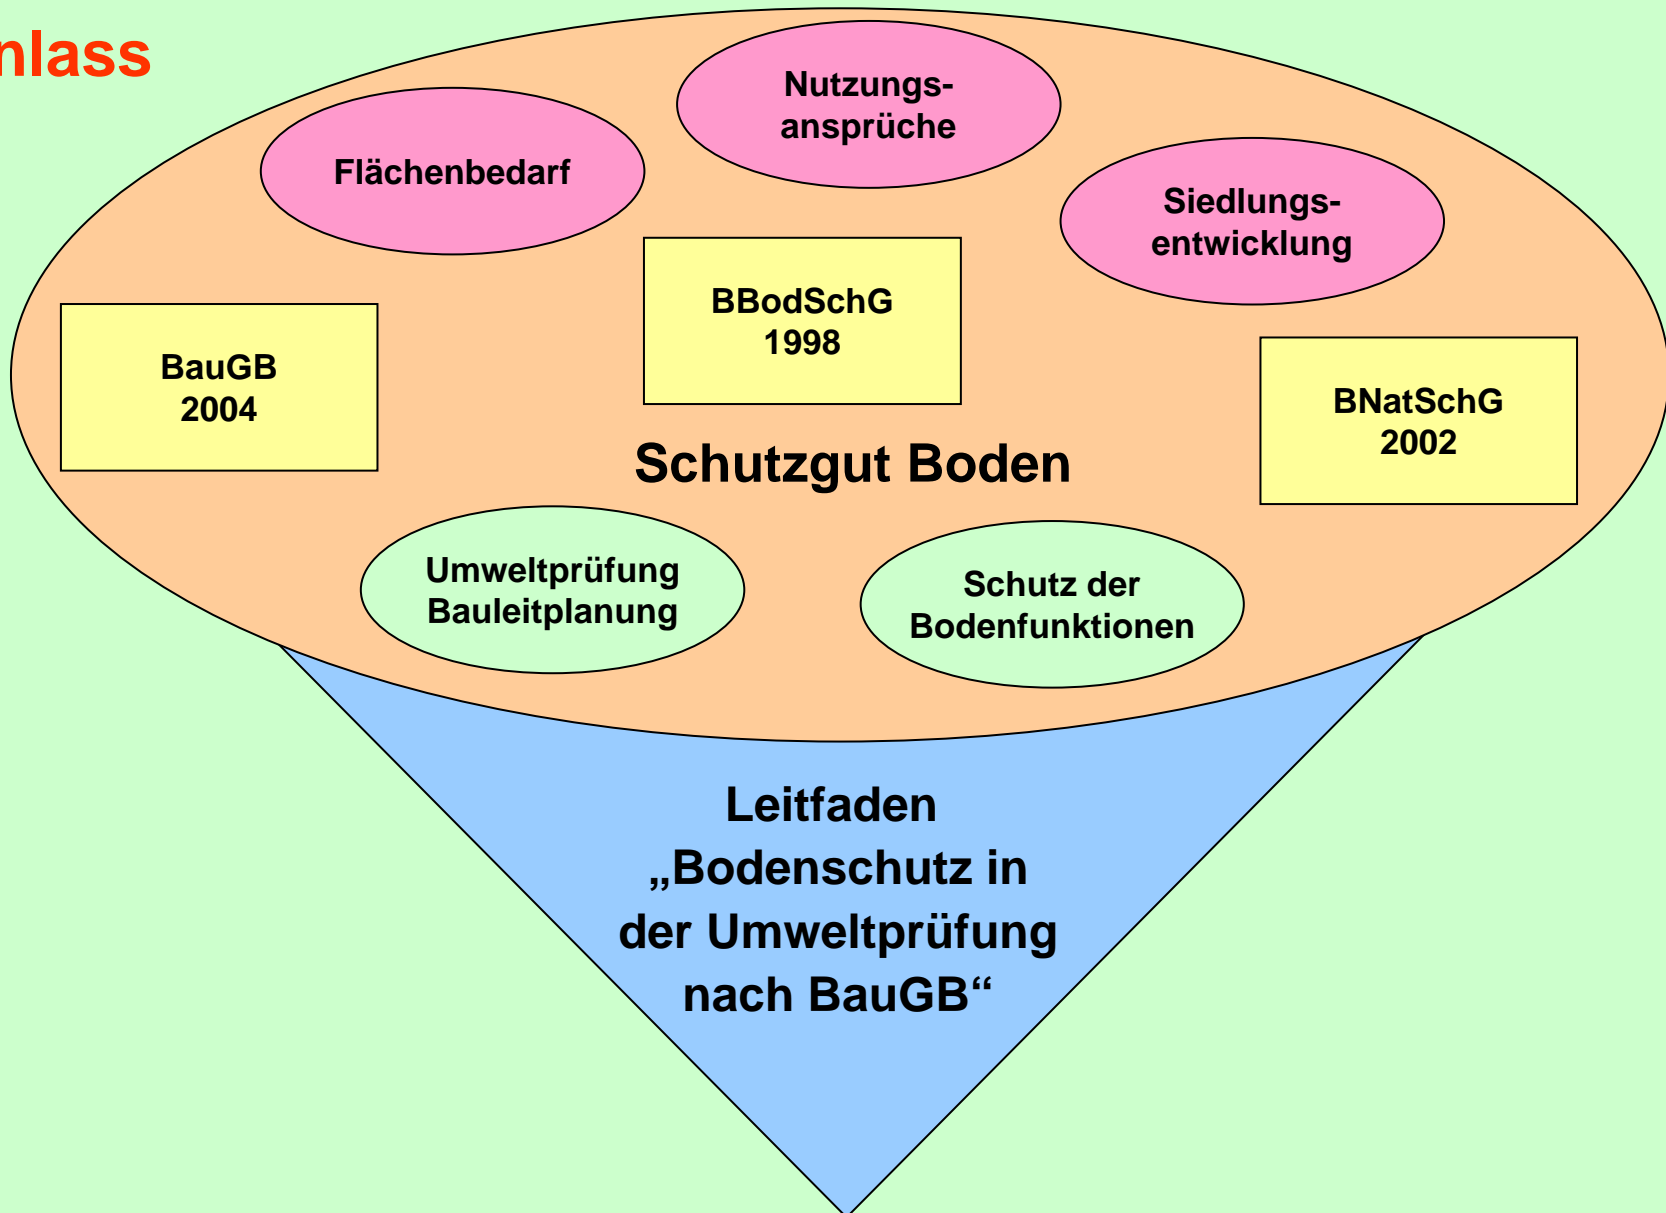 nlass
Nutzungs-
ansprüche
Flächenbedarf
Siedlungs-
entwicklung
BBodSchG
1998
BauGB
2004
BNatSchG
2002
Schutzgut Boden
Umweltprüfung
Bauleitplanung
Schutz der
Bodenfunktionen
Leitfaden
„Bodenschutz in
der Umweltprüfung
nach BauGB“